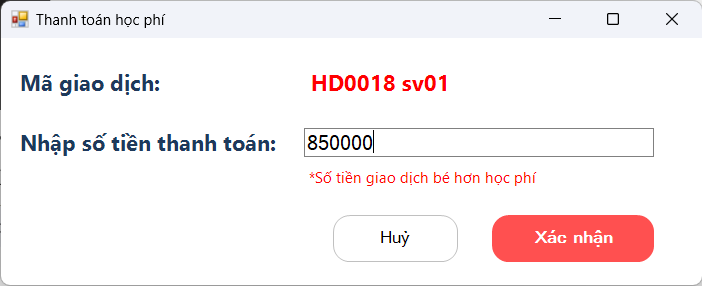 Thanh toán học phí
Mã giao dịch: HD0018 sv01
Nhập số tiền thanh toán: 850000
*Số tiền giao dịch bé hơn học phí
Huỷ Xác nhận